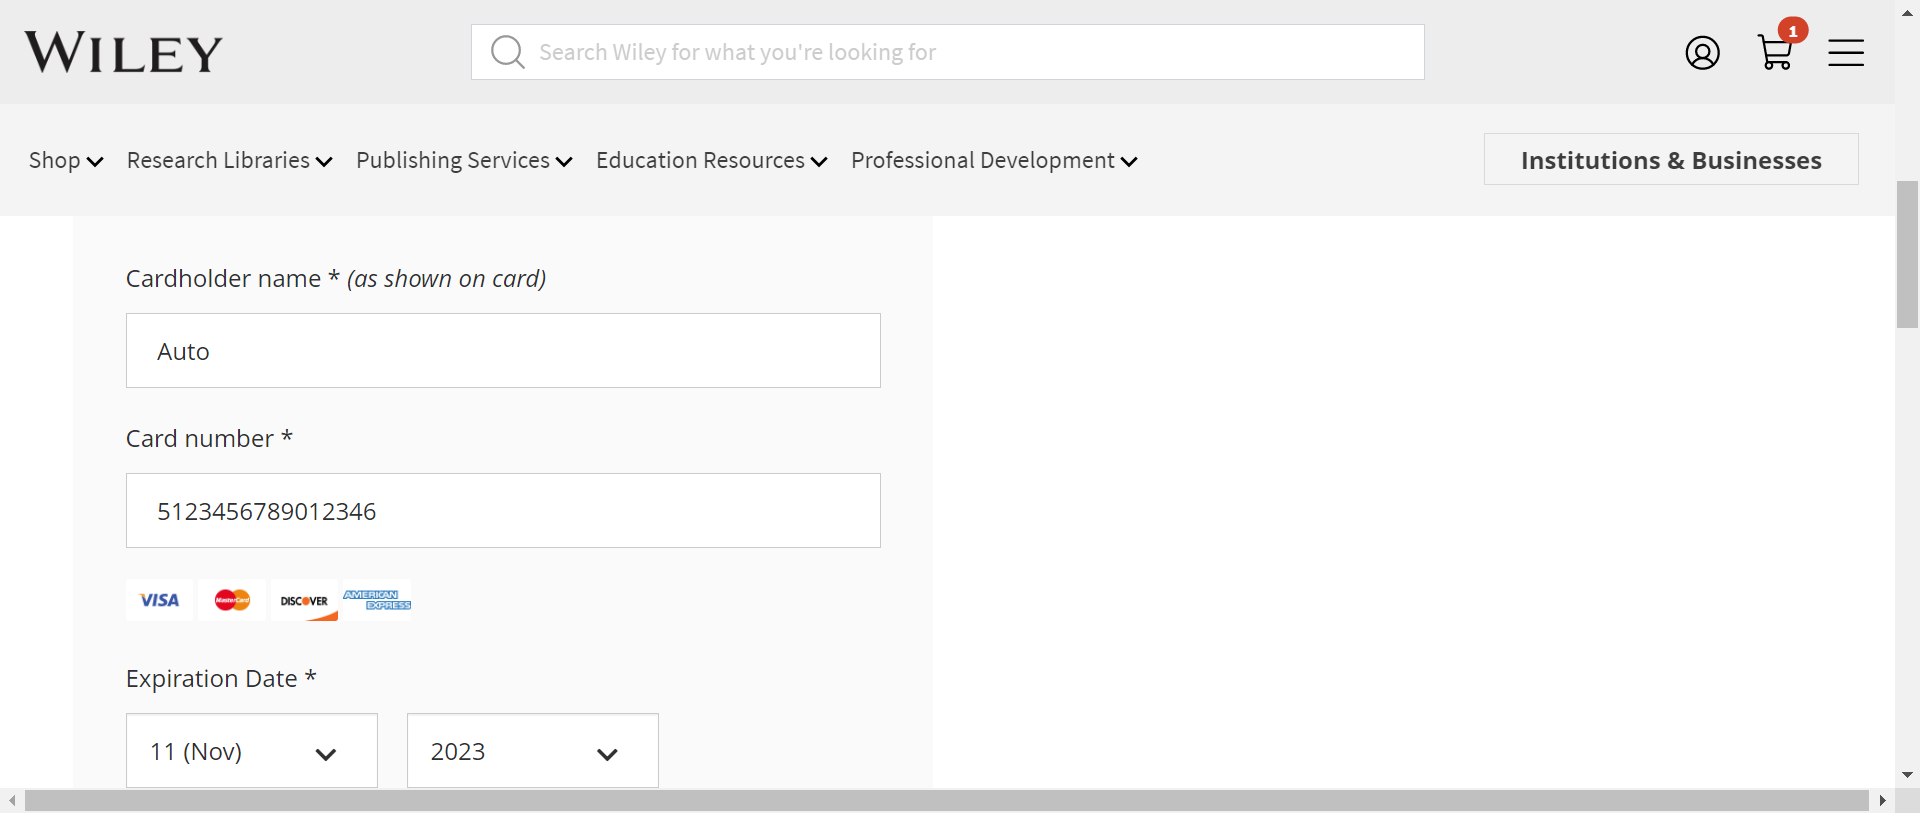 WILEY
Search Wiley for what you're looking for
1
Shop Research Libraries Publishing Services Education Resources Professional Development
Institutions & Businesses
Cardholder name * (as shown on card)
Auto
Card number *
5123456789012346
VISA MasterCard DISCOVER AMERICAN EXPRESS
Expiration Date *
11 (Nov) 2023